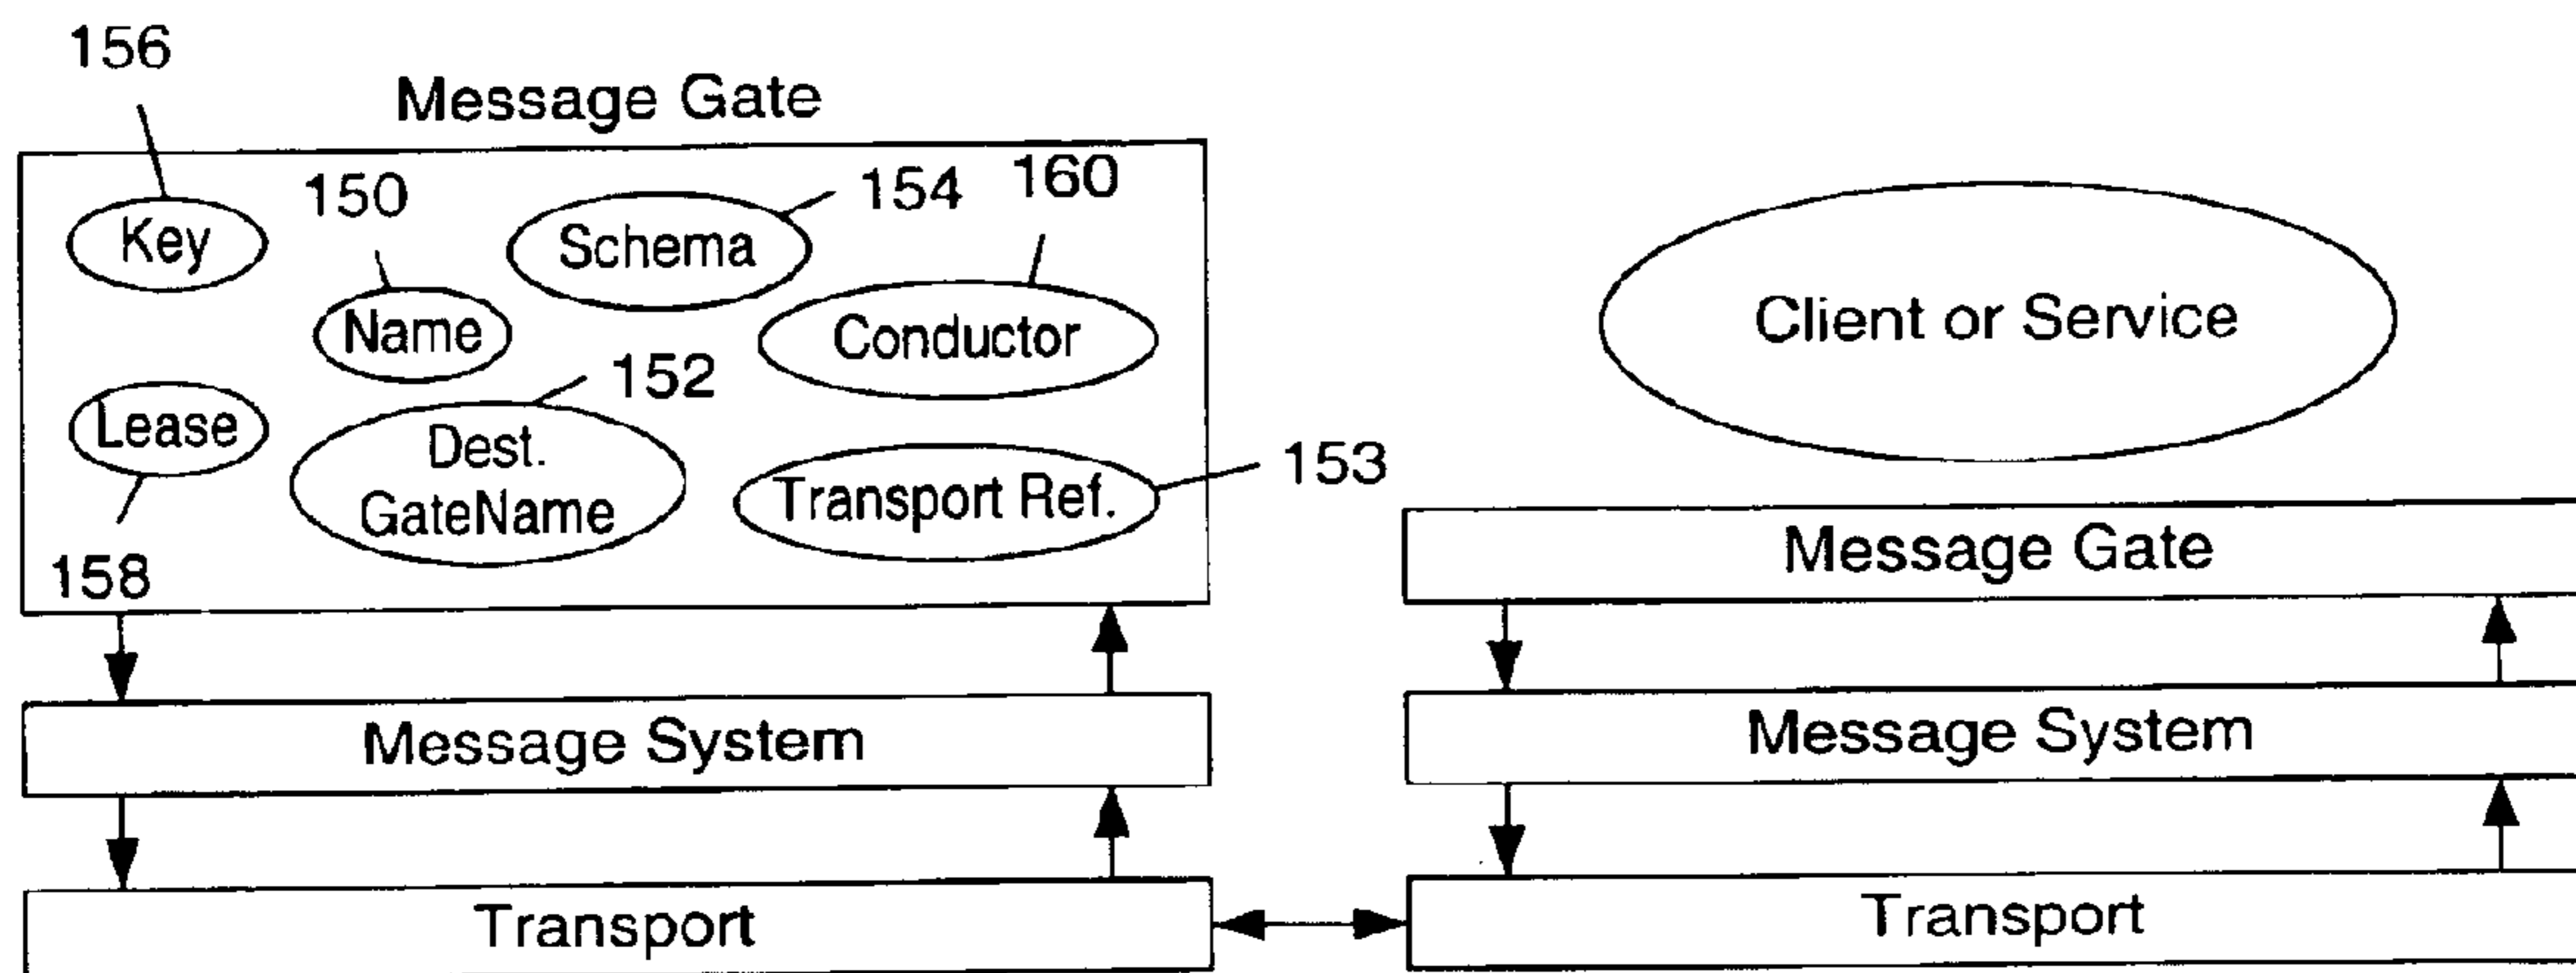 156
Message Gate
150
154
160
Key
Schema
Name
Conductor
Client or Service
152
Lease
Dest.
GateName
Transport Ref.
153
158
Message Gate
Message System
Message System
Transport
Transport